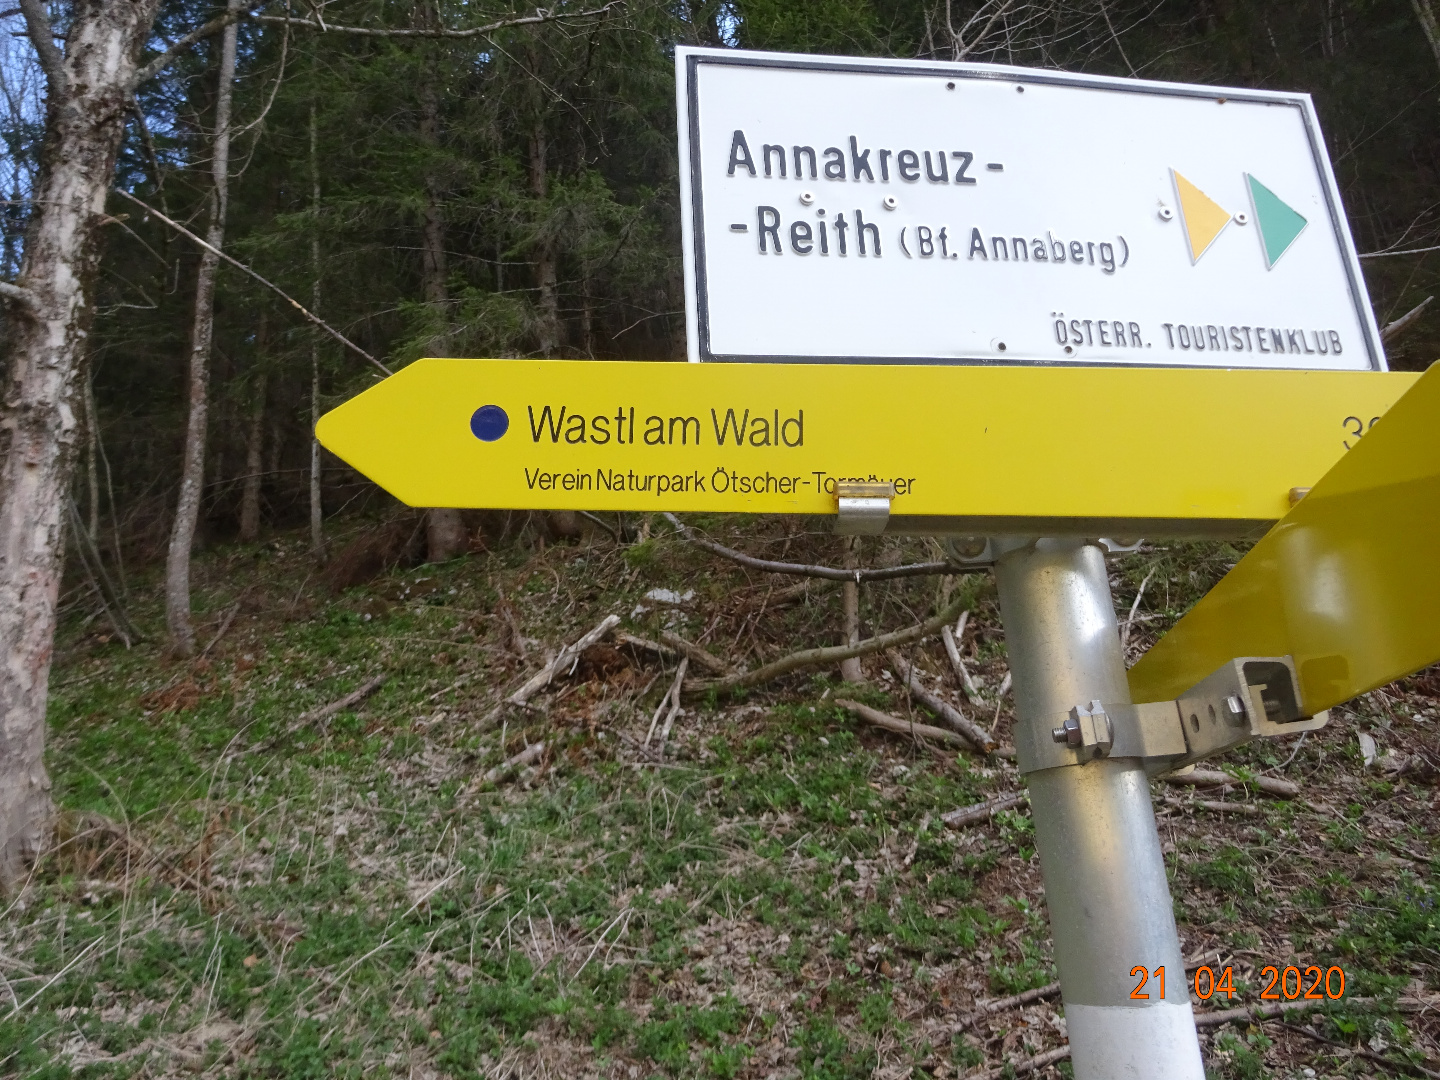 Annakreuz-
-Reith (Bf. Annaberg)
ÖSTERR. TOURISTENKLUB
Wastl am Wald
Verein Naturpark Ötscher-Tormäuer
21 04 2020